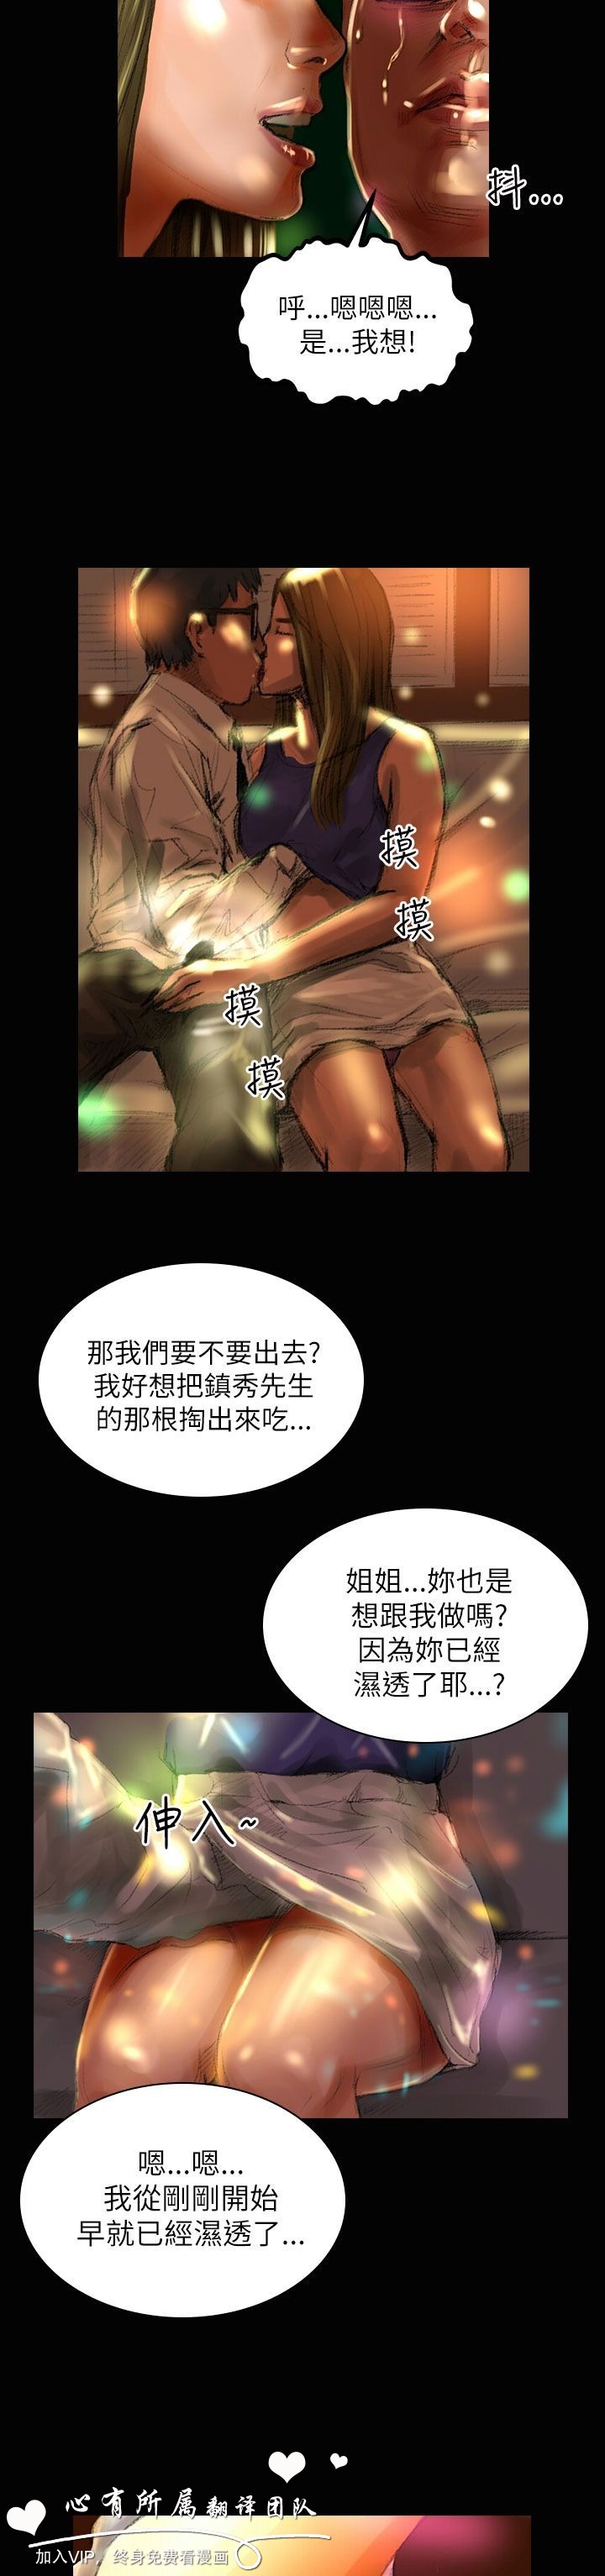 抖...
呼...嗯嗯嗯...
是...我想!
摸
摸
摸
摸
那我們要不要出去?
我好想把鎮秀先生
的那根掏出來吃...
姐姐...妳也是
想跟我做嗎?
因為妳已經
濕透了耶...?
伸入~
嗯...嗯...
我從剛剛開始
早就已經濕透了...
心有所属翻译团队
加入VIP，终身免费看漫画